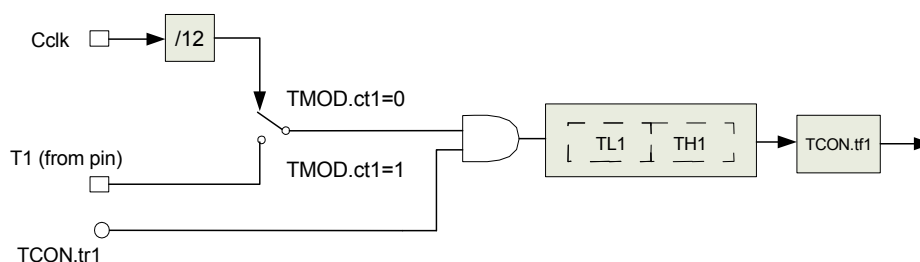 Cclk
/12
TMOD.ct1=0
T1 (from pin)
TMOD.ct1=1
TL1
TH1
TCON.tf1
TCON.tr1